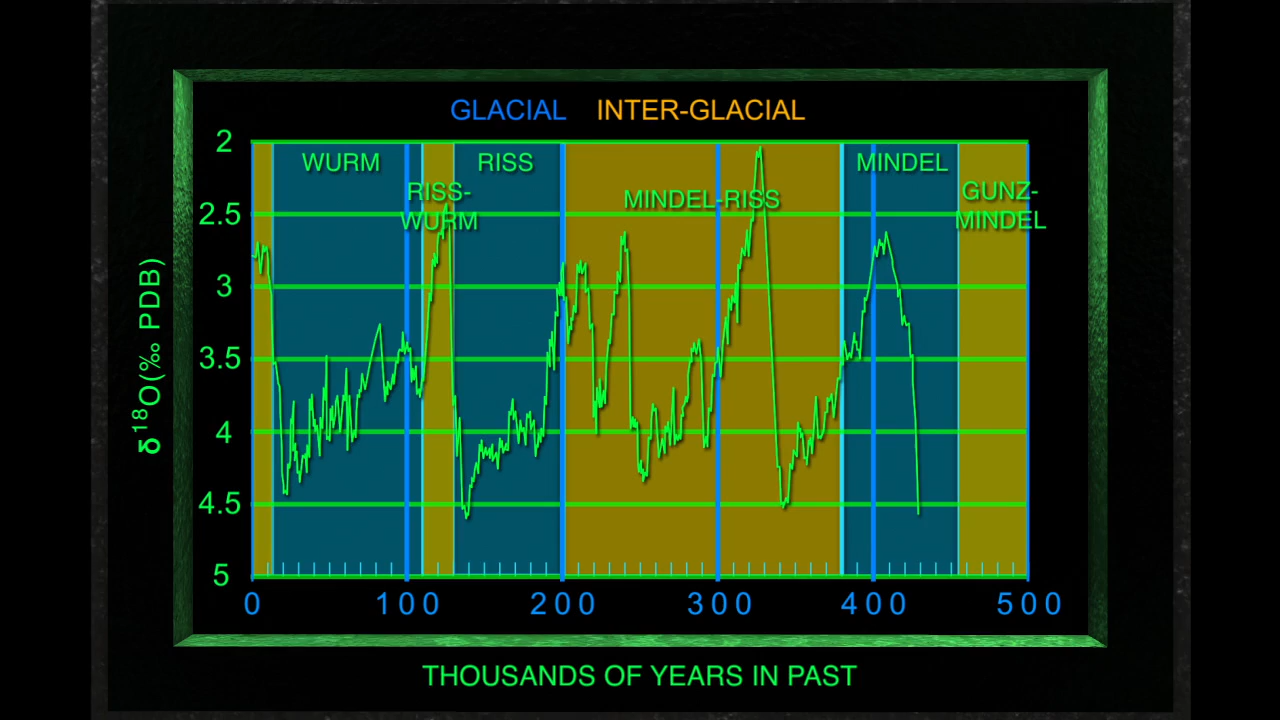 GLACIAL INTER-GLACIAL
2
2.5
3
3.5
4
4.5
5
δ18O(‰ PDB)
WURM
RISS-
WURM
RISS
MINDEL-RISS
MINDEL
GUNZ-
MINDEL
0 100 200 300 400 500
THOUSANDS OF YEARS IN PAST